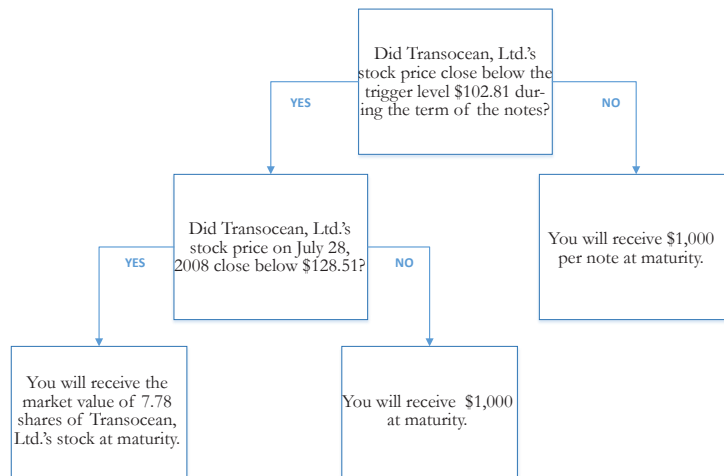 Did Transocean, Ltd.'s
stock price close below the
trigger level $102.81 dur-
ing the term of the notes?
YES
NO
Did Transocean, Ltd.'s
stock price on July 28,
2008 close below $128.51?
You will receive $1,000
per note at maturity.
YES
NO
You will receive the
market value of 7.78
shares of Transocean,
Ltd.'s stock at maturity.
You will receive $1,000
at maturity.